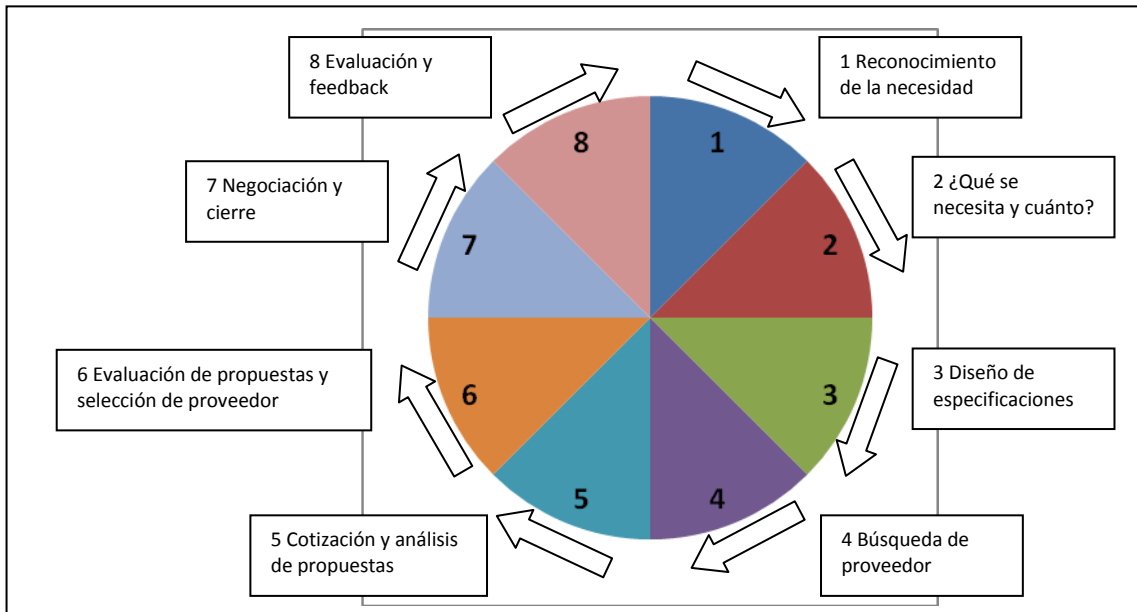 8 Evaluación y
feedback
1 Reconocimiento
de la necesidad
8
1
7 Negociación y
cierre
2 ¿Qué se
necesita y cuánto?
7
2
6 Evaluación de propuestas y
selección de proveedor
6
3
3 Diseño de
especificaciones
5
4
5 Cotización y análisis
de propuestas
4 Búsqueda de
proveedor